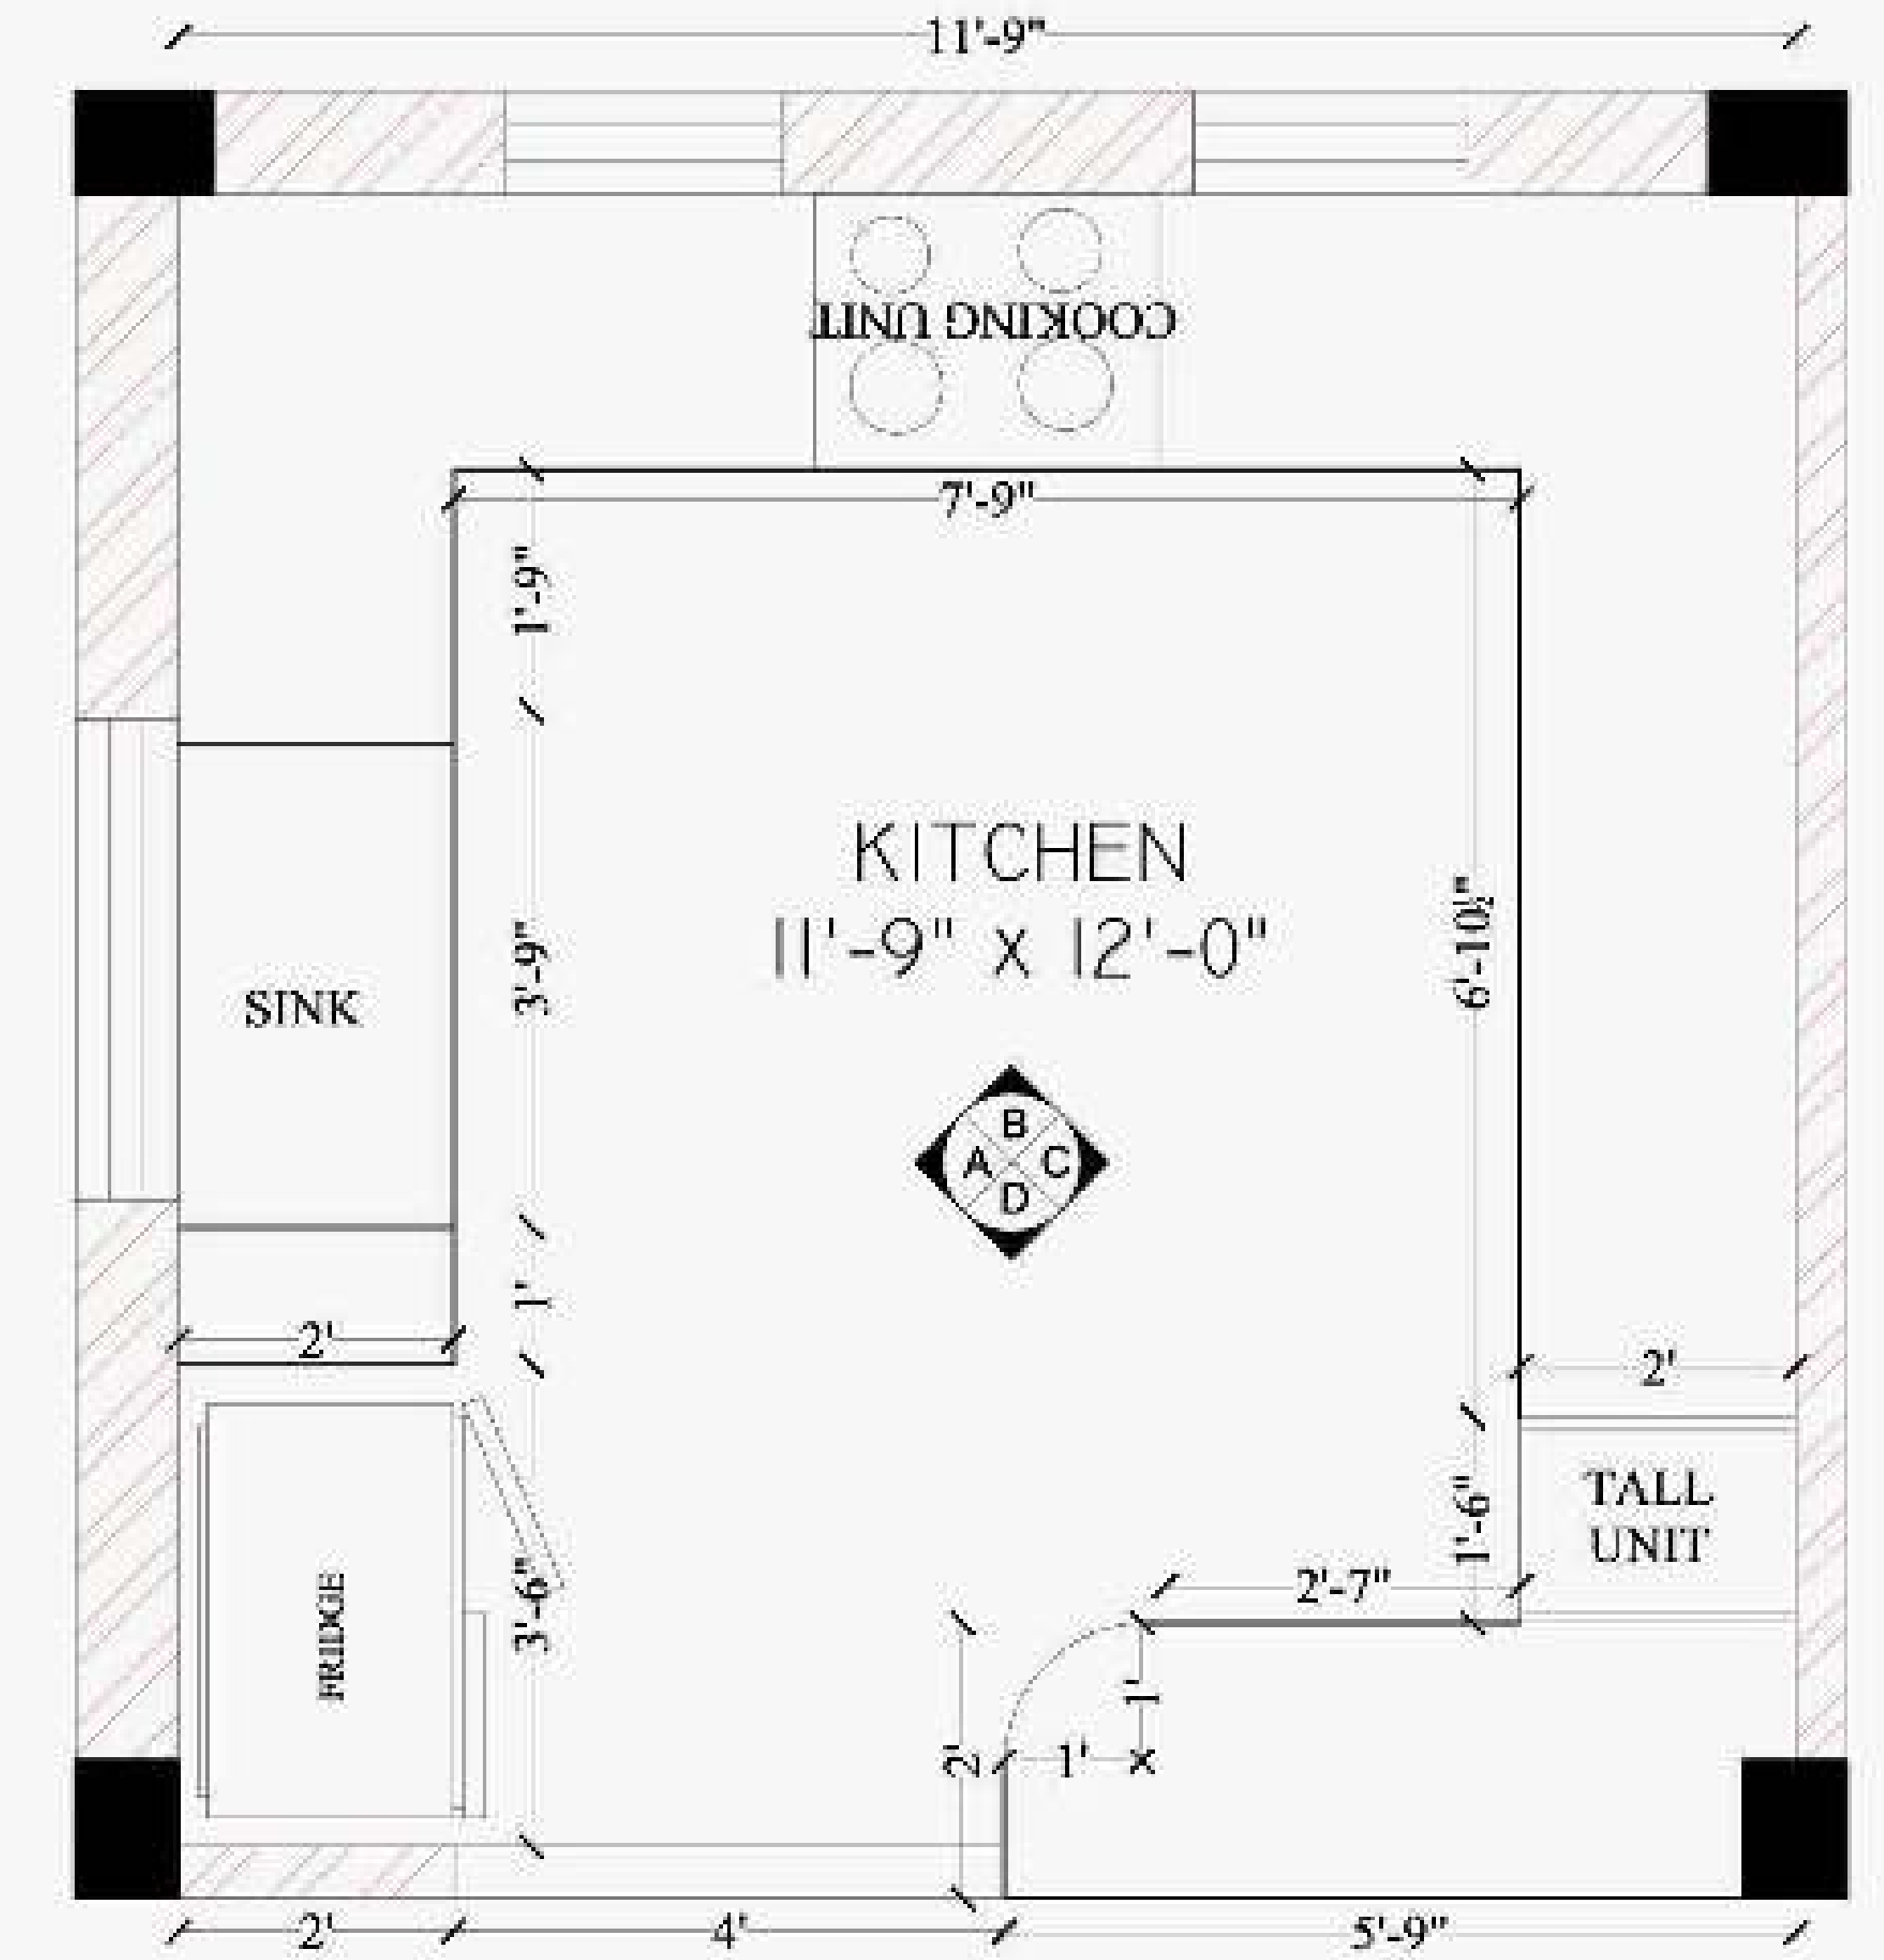 11'-9"
COOKING UNIT
7'-9"
1'-9"
KITCHEN
11'-9" x 12'-0"
3'-9"
6'-10½"
SINK
B
A C
D
1'
2'
2'
TALL
UNIT
1'-6"
2'-7"
FRIDGE
3'-6"
1'
2'
1'
2'
4'
5'-9"